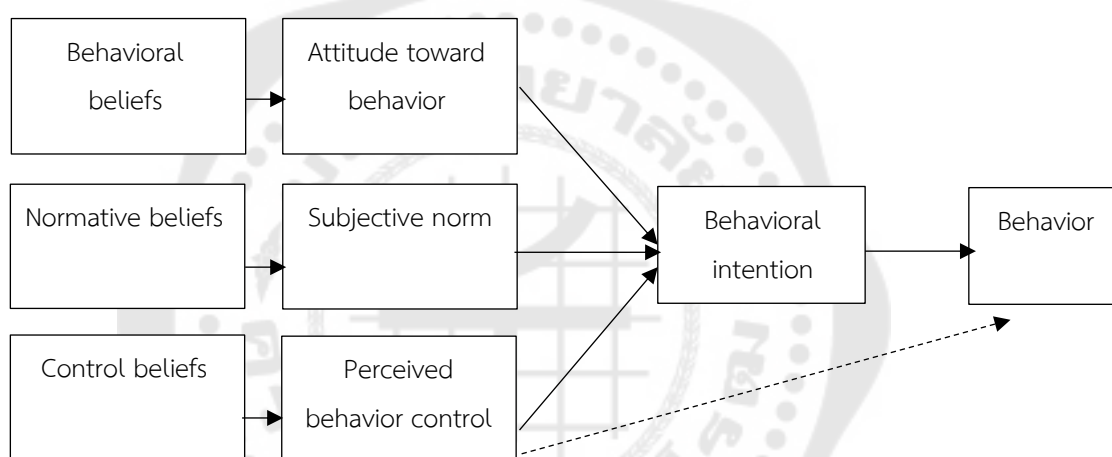 Behavioral
beliefs
Attitude toward
behavior
Normative beliefs
Subjective norm
Behavioral
intention
Behavior
Control beliefs
Perceived
behavior control